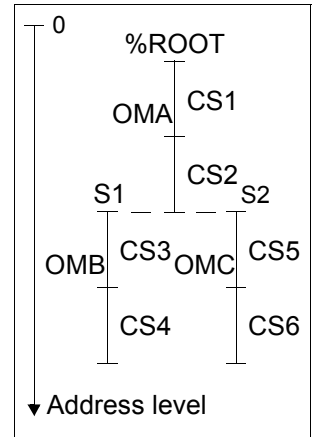 0
%ROOT
CS1
OMA
CS2
S1 S2
CS3 CS5
OMB OMC
CS4 CS6
Address level